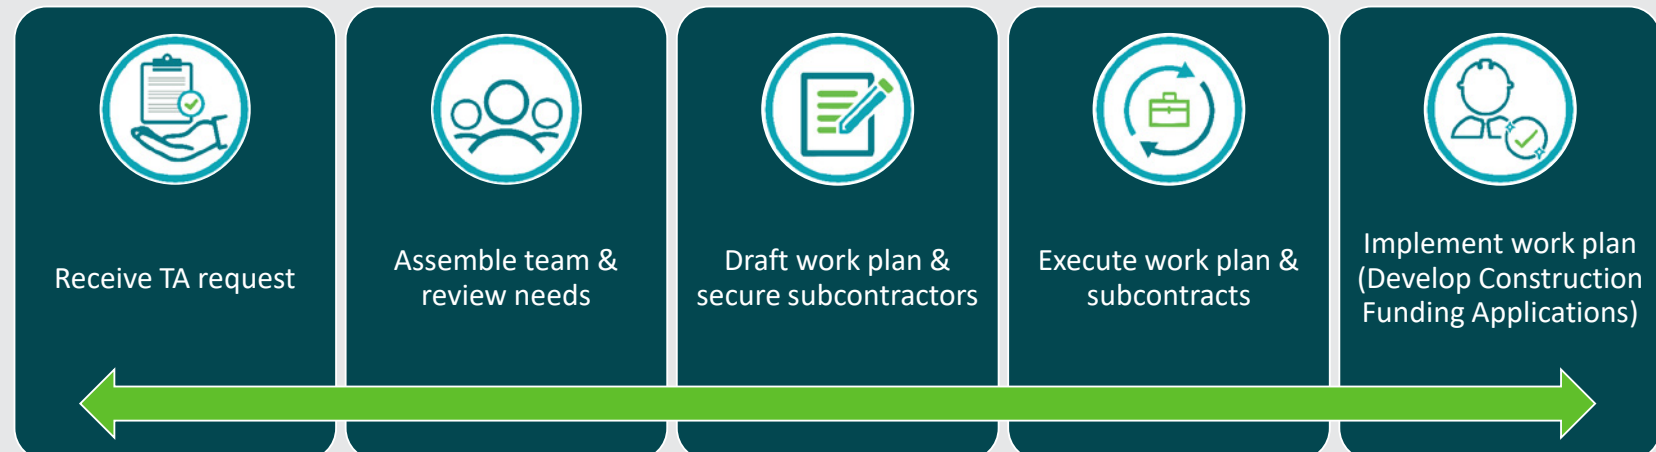 Receive TA request
Assemble team &
review needs
Draft work plan &
secure subcontractors
Execute work plan &
subcontracts
Implement work plan
(Develop Construction
Funding Applications)